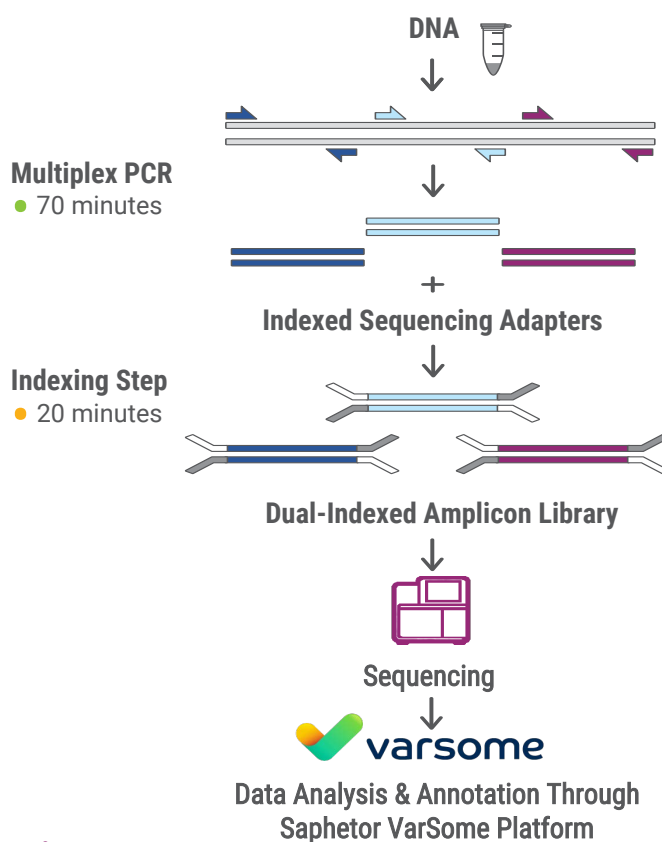 DNA
Multiplex PCR
70 minutes
+
Indexed Sequencing Adapters
Indexing Step
20 minutes
Dual-Indexed Amplicon Library
Sequencing
varsome
Data Analysis & Annotation Through
Saphetor VarSome Platform